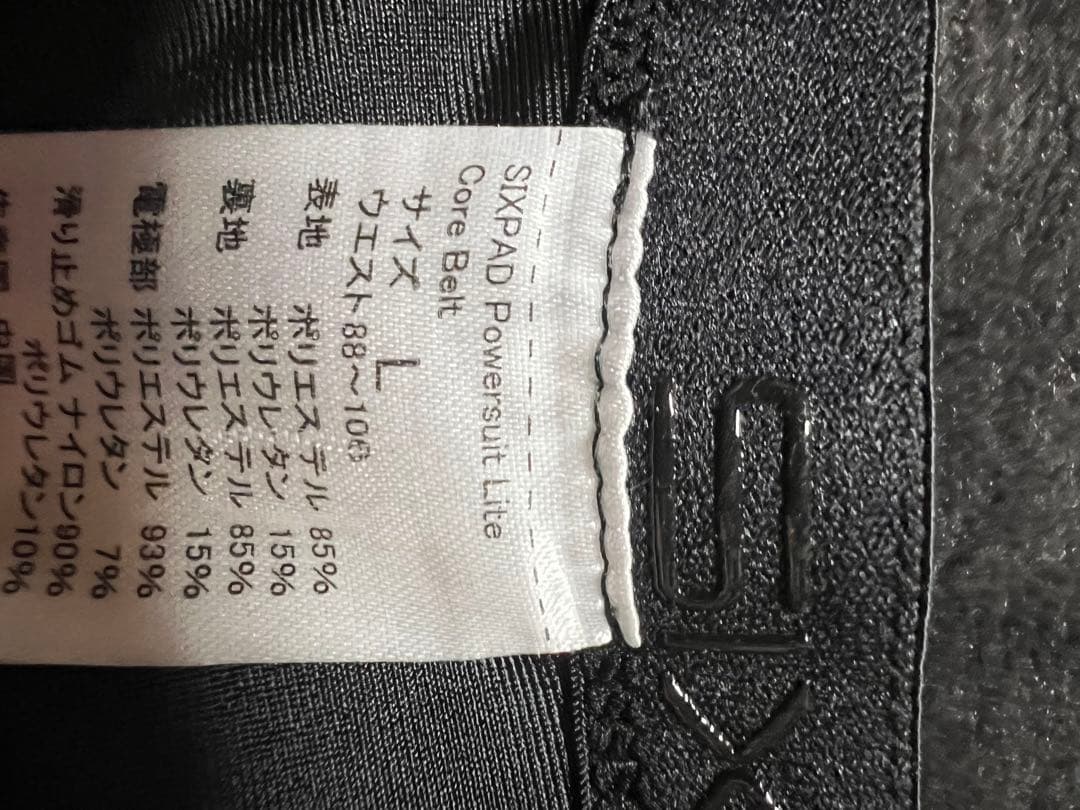 SIXPAD Powersuit Lite
Core Belt
サイズ L
ウエスト 88～106
表地 ポリエステル 85%
ポリウレタン 15%
裏地 ポリエステル 85%
ポリウレタン 15%
電極部 ポリエステル 93%
ポリウレタン 7%
滑り止めゴム ナイロン90%
ポリウレタン10%
中国
SIX